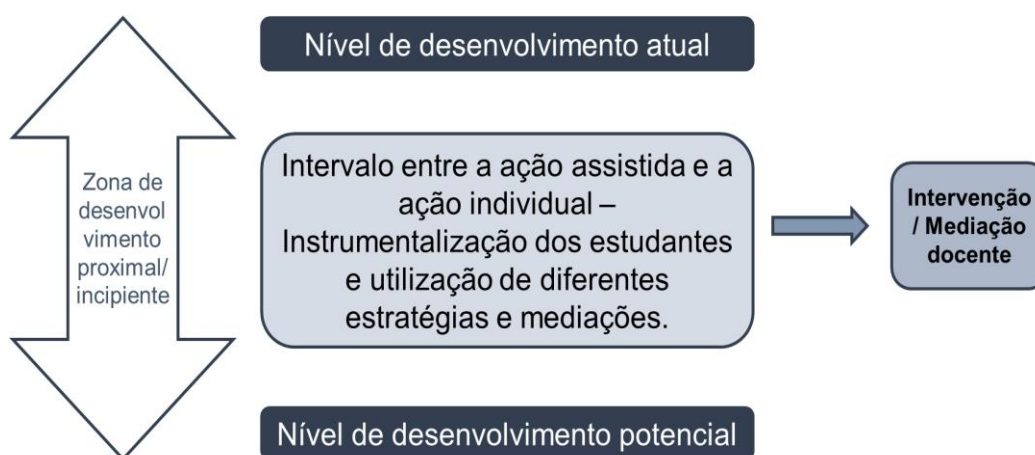 Nível de desenvolvimento atual
Zona de
desenvol
vimento
proximal/
incipiente
Intervalo entre a ação assistida e a
ação individual –
Instrumentalização dos estudantes
e utilização de diferentes
estratégias e mediações.
Intervenção
/ Mediação
docente
Nível de desenvolvimento potencial